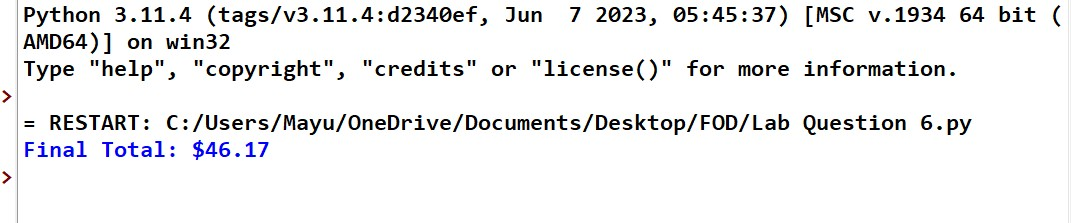 Python 3.11.4 (tags/v3.11.4:d2340ef, Jun  7 2023, 05:45:37) [MSC v.1934 64 bit (
AMD64)] on win32
Type "help", "copyright", "credits" or "license()" for more information.
>
= RESTART: C:/Users/Mayu/OneDrive/Documents/Desktop/FOD/Lab Question 6.py
Final Total: $46.17
>